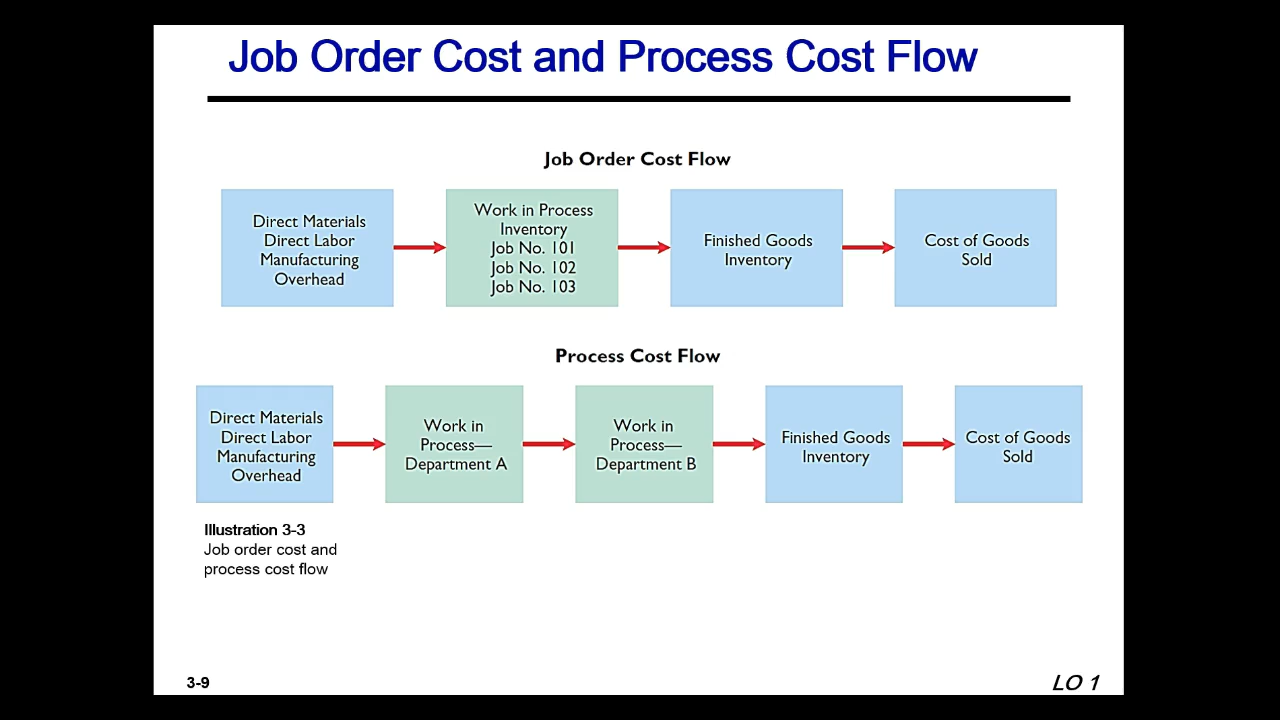 Job Order Cost and Process Cost Flow
Job Order Cost Flow
Direct Materials
Direct Labor
Manufacturing
Overhead
Work in Process
Inventory
Job No. 101
Job No. 102
Job No. 103
Finished Goods
Inventory
Cost of Goods
Sold
Process Cost Flow
Direct Materials
Direct Labor
Manufacturing
Overhead
Work in
Process—
Department A
Work in
Process—
Department B
Finished Goods
Inventory
Cost of Goods
Sold
Illustration 3-3
Job order cost and
process cost flow
3-9
LO 1